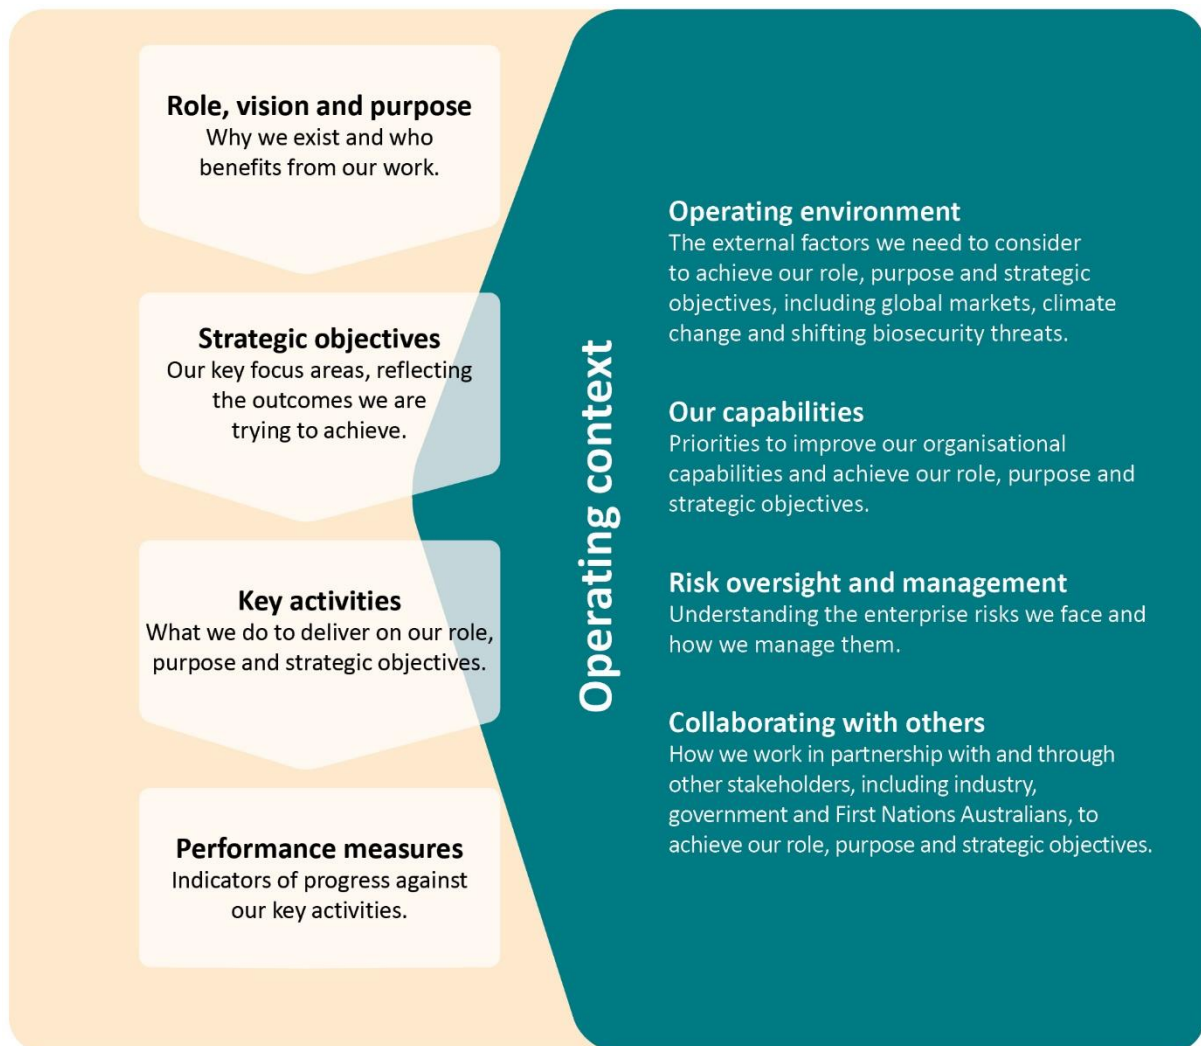 Role, vision and purpose
Why we exist and who
benefits from our work.
Strategic objectives
Our key focus areas, reflecting
the outcomes we are
trying to achieve.
Key activities
What we do to deliver on our role,
purpose and strategic objectives.
Performance measures
Indicators of progress against
our key activities.
Operating context
Operating environment
The external factors we need to consider
to achieve our role, purpose and strategic
objectives, including global markets, climate
change and shifting biosecurity threats.
Our capabilities
Priorities to improve our organisational
capabilities and achieve our role, purpose and
strategic objectives.
Risk oversight and management
Understanding the enterprise risks we face and
how we manage them.
Collaborating with others
How we work in partnership with and through
other stakeholders, including industry,
government and First Nations Australians, to
achieve our role, purpose and strategic objectives.